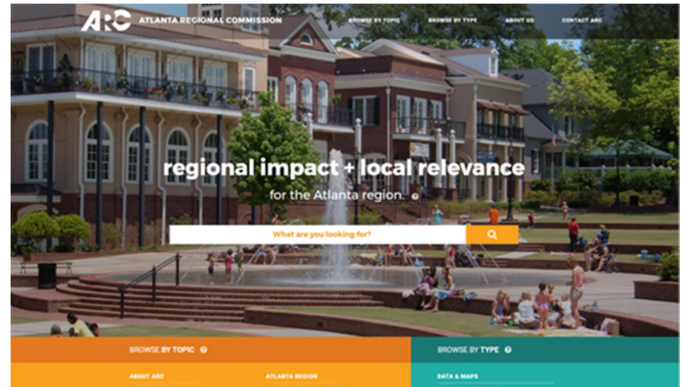 ARC ATLANTA REGIONAL COMMISSION BROWSE BY TOPIC BROWSE BY TYPE ABOUT US CONTACT ARC
regional impact + local relevance
for the Atlanta region. ?
What are you looking for?
BROWSE BY TOPIC ? BROWSE BY TYPE ?
ABOUT ARC ATLANTA REGION DATA & MAPS